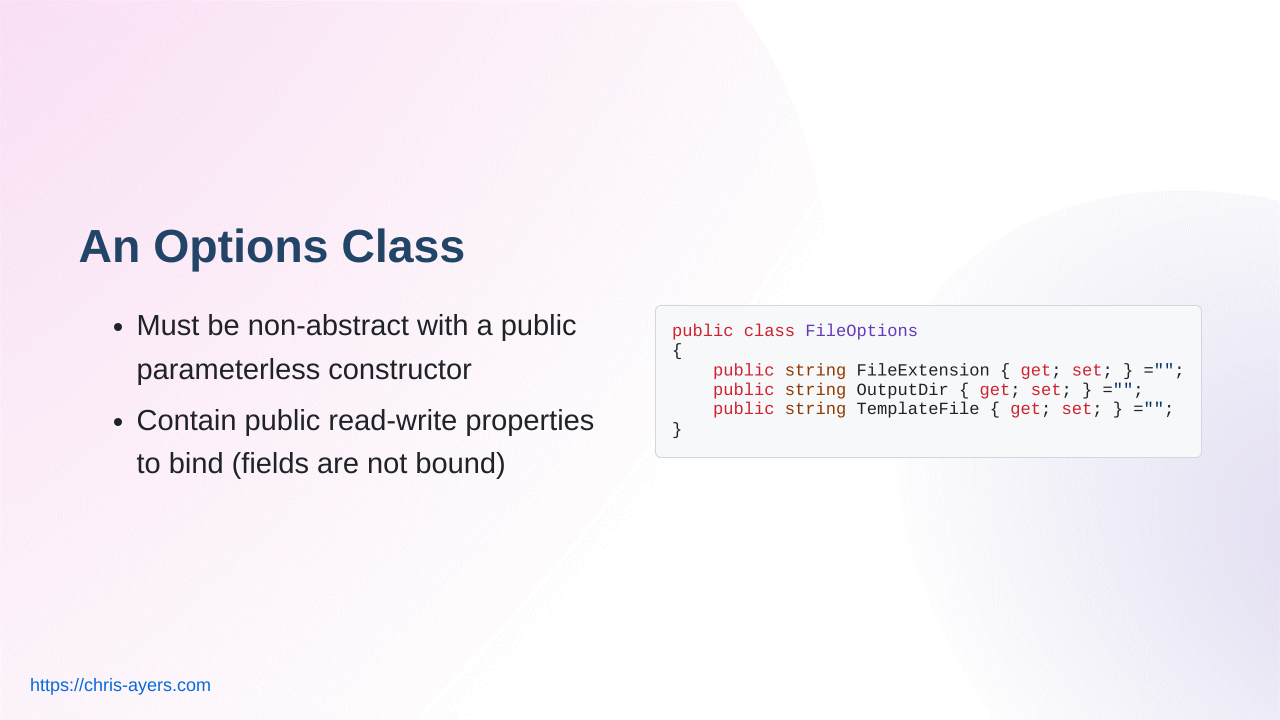 An Options Class
• Must be non-abstract with a public
parameterless constructor
• Contain public read-write properties
to bind (fields are not bound)
public class FileOptions
{
    public string FileExtension { get; set; } ="";
    public string OutputDir { get; set; } ="";
    public string TemplateFile { get; set; } ="";
}
https://chris-ayers.com